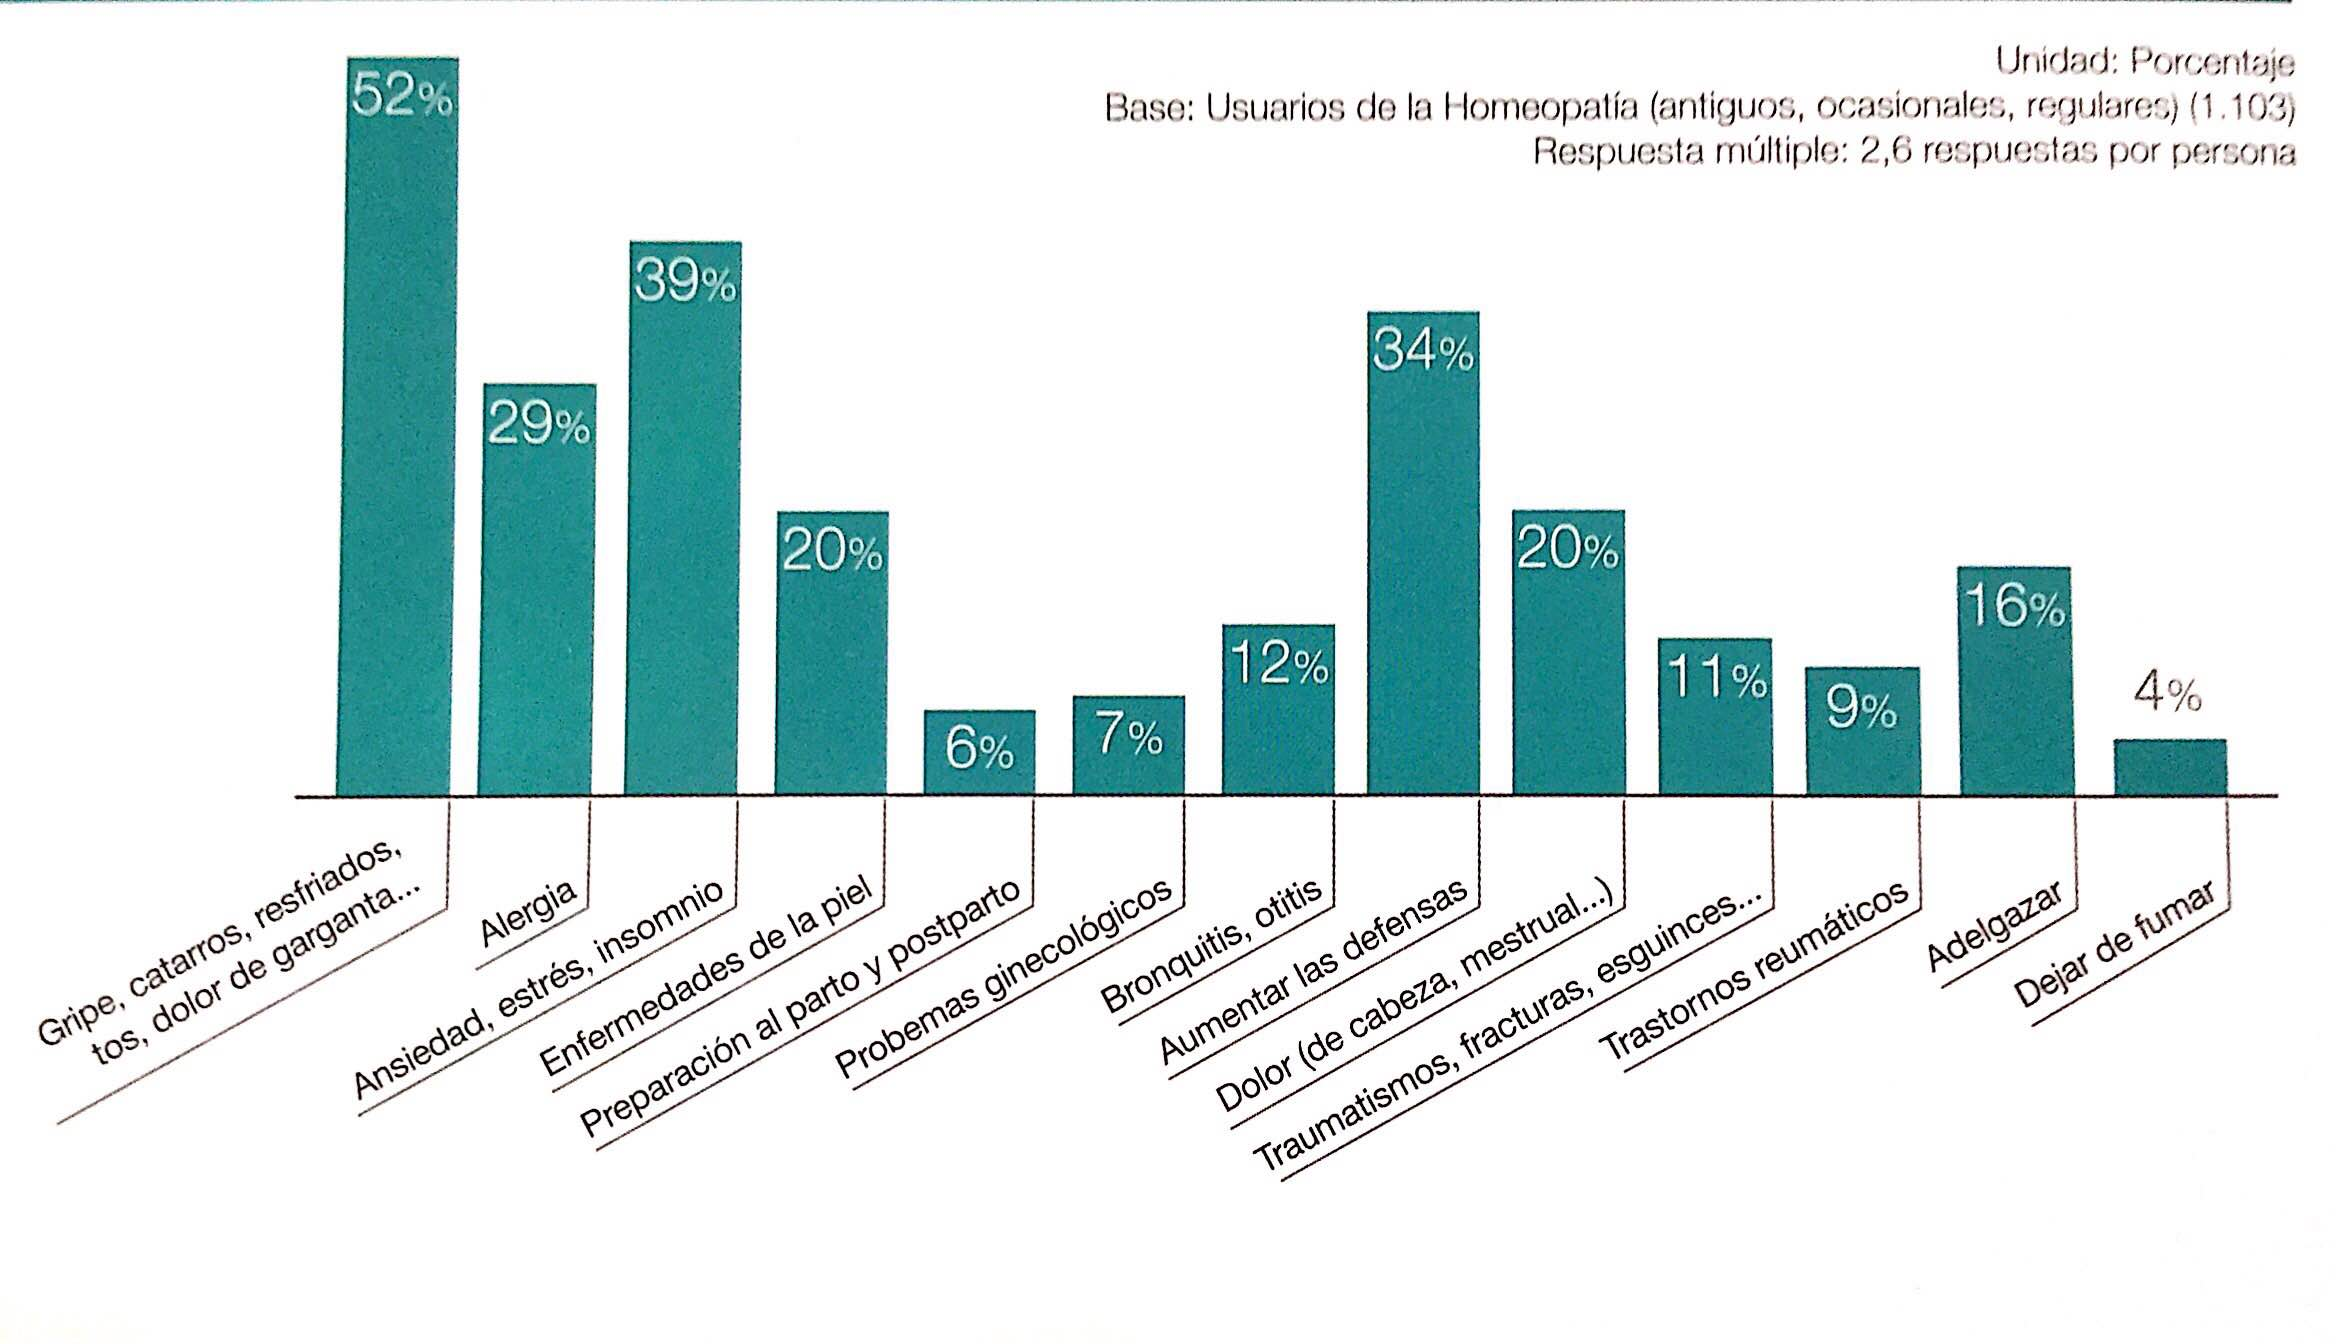 Unidad: Porcentaje
Base: Usuarios de la Homeopatía (antiguos, ocasionales, regulares) (1.103)
Respuesta múltiple: 2,6 respuestas por persona
52%
29%
39%
20%
6%
7%
12%
34%
20%
11%
9%
16%
4%
Gripe, catarros, resfriados,
tos, dolor de garganta...
Alergia
Ansiedad, estrés, insomnio
Enfermedades de la piel
Preparación al parto y postparto
Probemas ginecológicos
Bronquitis, otitis
Aumentar las defensas
Dolor (de cabeza, mestrual...)
Traumatismos, fracturas, esguinces...
Trastornos reumáticos
Adelgazar
Dejar de fumar